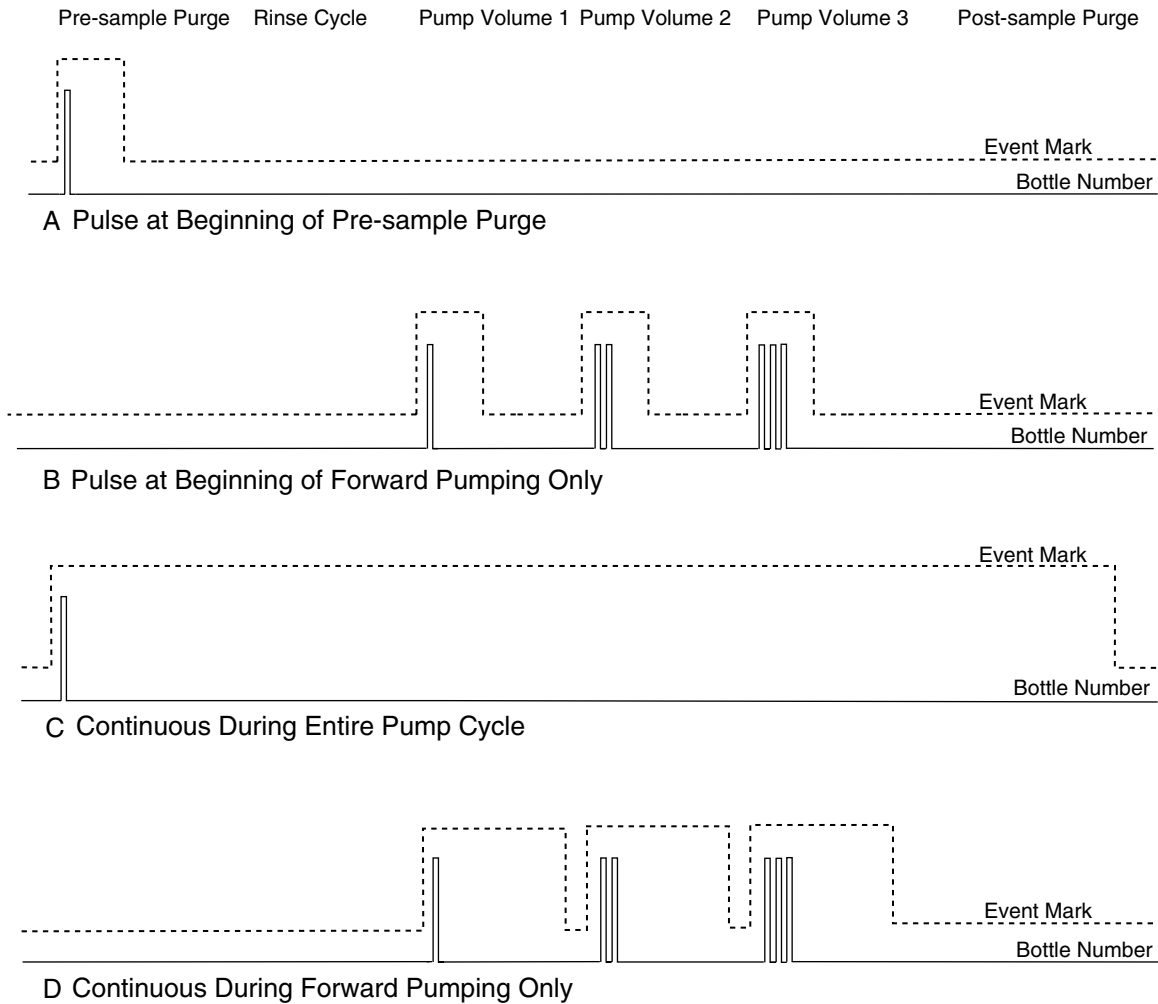 Pre-sample Purge Rinse Cycle Pump Volume 1 Pump Volume 2 Pump Volume 3 Post-sample Purge
Event Mark
Bottle Number
A Pulse at Beginning of Pre-sample Purge
Event Mark
Bottle Number
B Pulse at Beginning of Forward Pumping Only
Event Mark
Bottle Number
C Continuous During Entire Pump Cycle
Event Mark
Bottle Number
D Continuous During Forward Pumping Only